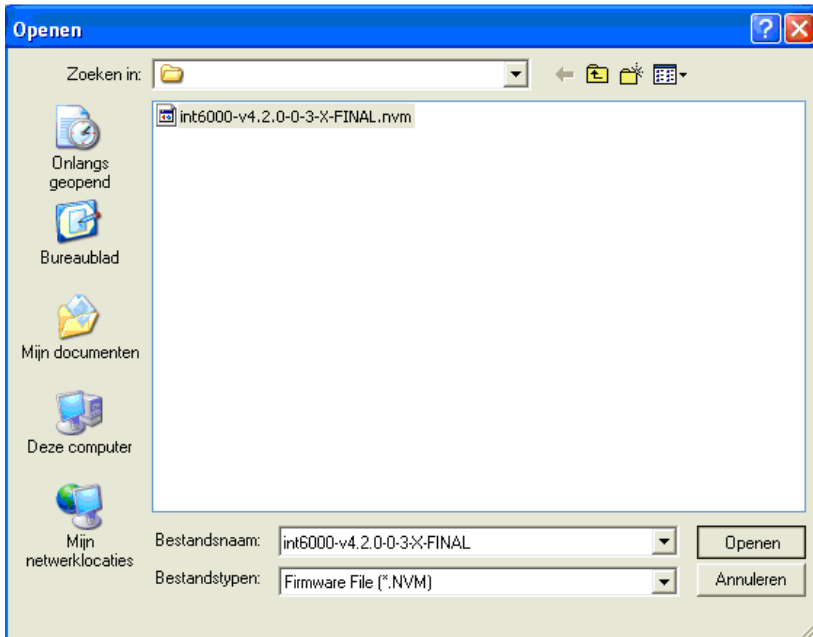 Openen
Zoeken in:
int6000-v4.2.0-0-3-X-FINAL.nvm
Onlangs
geopend
Bureaublad
Mijn documenten
Deze computer
Mijn
netwerklocaties
Bestandsnaam: int6000-v4.2.0-0-3-X-FINAL Openen
Bestandstypen: Firmware File (*.NVM) Annuleren